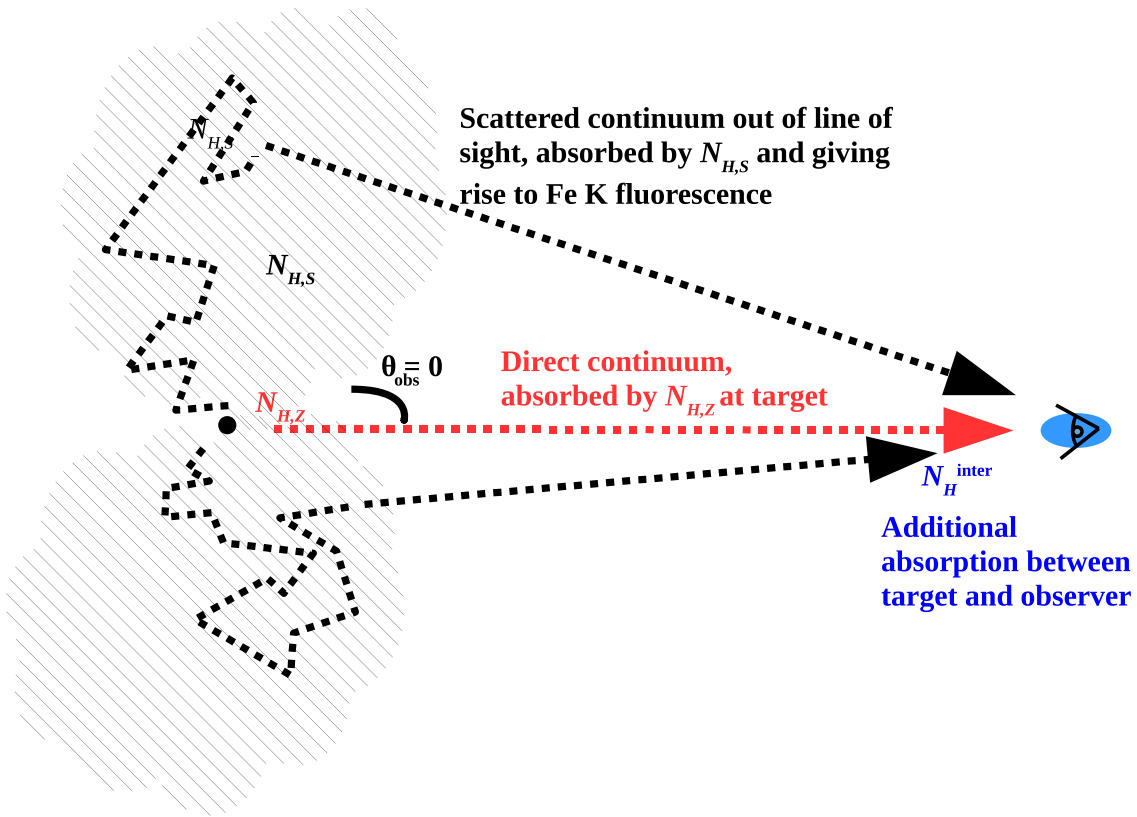 Scattered continuum out of line of
sight, absorbed by N_H,S and giving
rise to Fe K fluorescence
N_H,S
N_H,S
θ_obs = 0
Direct continuum,
absorbed by N_H,Z at target
N_H,Z
N_H^inter
Additional
absorption between
target and observer